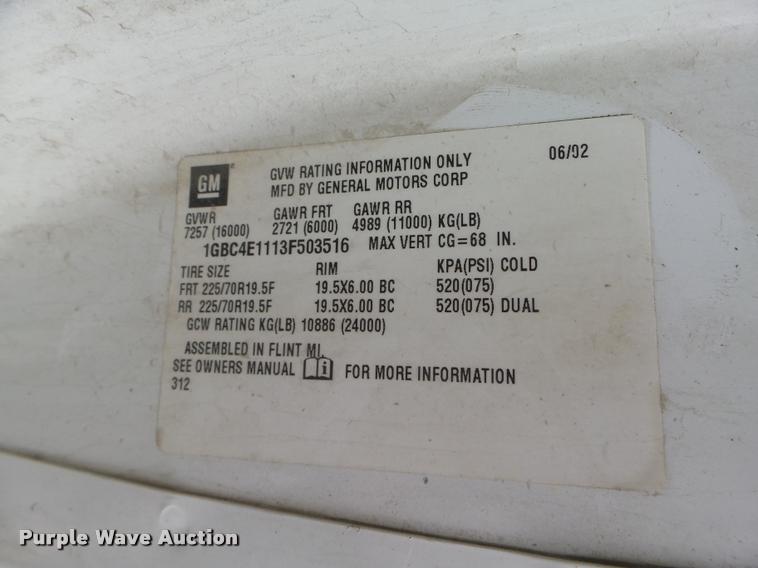 GM
GVW RATING INFORMATION ONLY 06/02
MFD BY GENERAL MOTORS CORP
GVWR GAWR FRT GAWR RR
7257 (16000) 2721 (6000) 4989 (11000) KG(LB)
1GBC4E1113F503516 MAX VERT CG=68 IN.
TIRE SIZE RIM KPA(PSI) COLD
FRT 225/70R19.5F 19.5X6.00 BC 520(075)
RR 225/70R19.5F 19.5X6.00 BC 520(075) DUAL
GCW RATING KG(LB) 10886 (24000)
ASSEMBLED IN FLINT MI.
SEE OWNERS MANUAL i FOR MORE INFORMATION
312
Purple Wave Auction